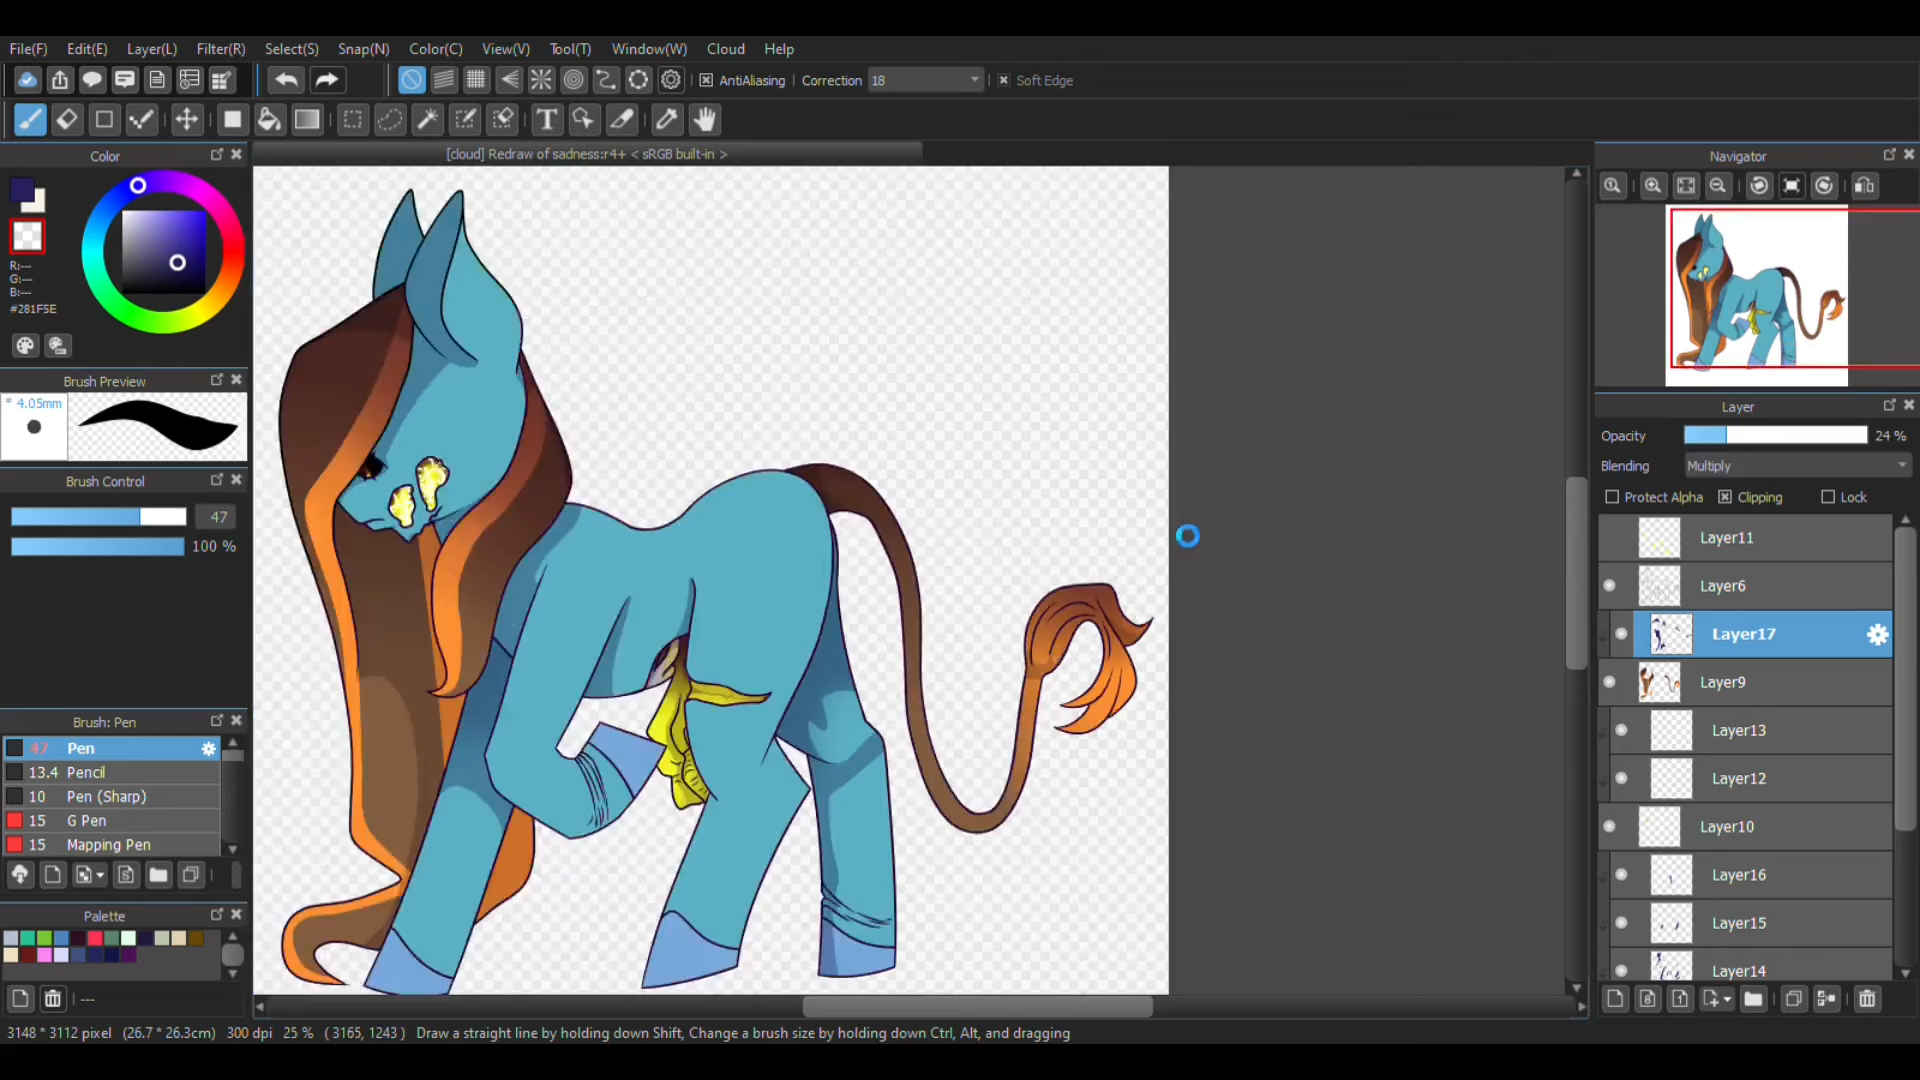 File(F) Edit(E) Layer(L) Filter(R) Select(S) Snap(N) Color(C) View(V) Tool(T) Window(W) Cloud Help
AntiAliasing Correction 18 Soft Edge
Color
[cloud] Redraw of sadness:r4+ < sRGB built-in >
Navigator
R:---
G:---
B:---
#281F5E
Brush Preview
* 4.05mm
Layer
Opacity 24 %
Blending Multiply
Brush Control
47
100 %
Protect Alpha Clipping Lock
Layer11
Layer6
Layer17
Layer9
Layer13
Layer12
Layer10
Layer16
Layer15
Layer14
Brush: Pen
47 Pen
13.4 Pencil
10 Pen (Sharp)
15 G Pen
15 Mapping Pen
Palette
---
3148 * 3112 pixel (26.7 * 26.3cm) 300 dpi 25 % ( 3165, 1243 ) Draw a straight line by holding down Shift, Change a brush size by holding down Ctrl, Alt, and dragging